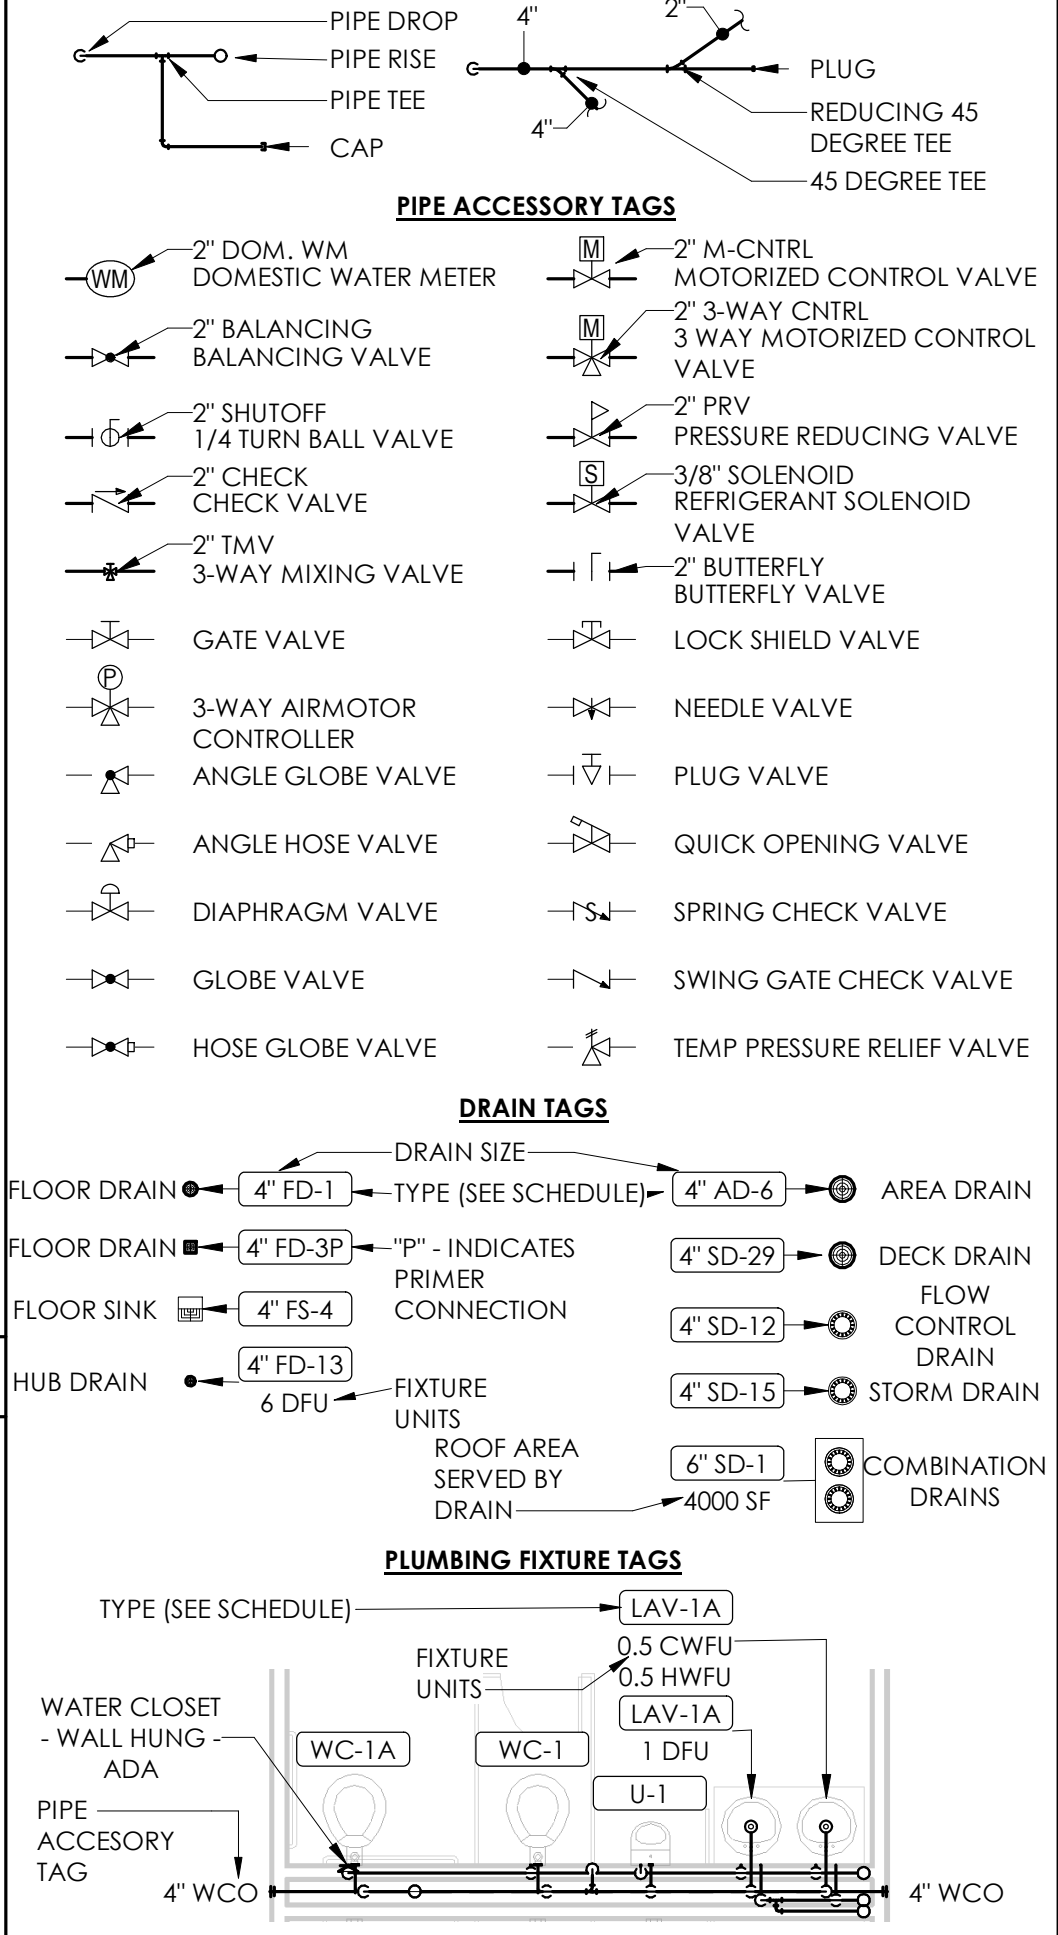 PIPE DROP
PIPE RISE
PIPE TEE
CAP
4"
2"
4"
PLUG
REDUCING 45
DEGREE TEE
45 DEGREE TEE
PIPE ACCESSORY TAGS
WM
2" DOM. WM
DOMESTIC WATER METER
2" BALANCING
BALANCING VALVE
2" SHUTOFF
1/4 TURN BALL VALVE
2" CHECK
CHECK VALVE
2" TMV
3-WAY MIXING VALVE
GATE VALVE
P
3-WAY AIRMOTOR
CONTROLLER
ANGLE GLOBE VALVE
ANGLE HOSE VALVE
DIAPHRAGM VALVE
GLOBE VALVE
HOSE GLOBE VALVE
M
2" M-CNTRL
MOTORIZED CONTROL VALVE
M
2" 3-WAY CNTRL
3 WAY MOTORIZED CONTROL
VALVE
2" PRV
PRESSURE REDUCING VALVE
S
3/8" SOLENOID
REFRIGERANT SOLENOID
VALVE
2" BUTTERFLY
BUTTERFLY VALVE
LOCK SHIELD VALVE
NEEDLE VALVE
PLUG VALVE
QUICK OPENING VALVE
S
SPRING CHECK VALVE
SWING GATE CHECK VALVE
TEMP PRESSURE RELIEF VALVE
DRAIN TAGS
DRAIN SIZE
FLOOR DRAIN
4" FD-1
TYPE (SEE SCHEDULE)
4" AD-6
AREA DRAIN
FLOOR DRAIN
4" FD-3P
"P" - INDICATES
PRIMER
CONNECTION
4" SD-29
DECK DRAIN
FLOOR SINK
4" FS-4
4" SD-12
FLOW
CONTROL
DRAIN
HUB DRAIN
4" FD-13
6 DFU
FIXTURE
UNITS
4" SD-15
STORM DRAIN
ROOF AREA
SERVED BY
DRAIN
6" SD-1
4000 SF
COMBINATION
DRAINS
PLUMBING FIXTURE TAGS
TYPE (SEE SCHEDULE)
LAV-1A
FIXTURE
UNITS
0.5 CWFU
0.5 HWFU
LAV-1A
1 DFU
WATER CLOSET
- WALL HUNG -
ADA
WC-1A
WC-1
U-1
PIPE
ACCESORY
TAG
4" WCO
4" WCO